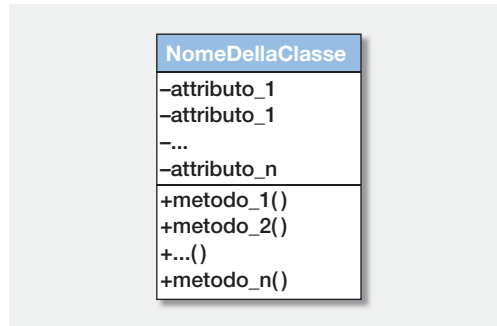 NomeDellaClasse
–attributo_1
–attributo_1
–...
–attributo_n
+metodo_1()
+metodo_2()
+...()
+metodo_n()